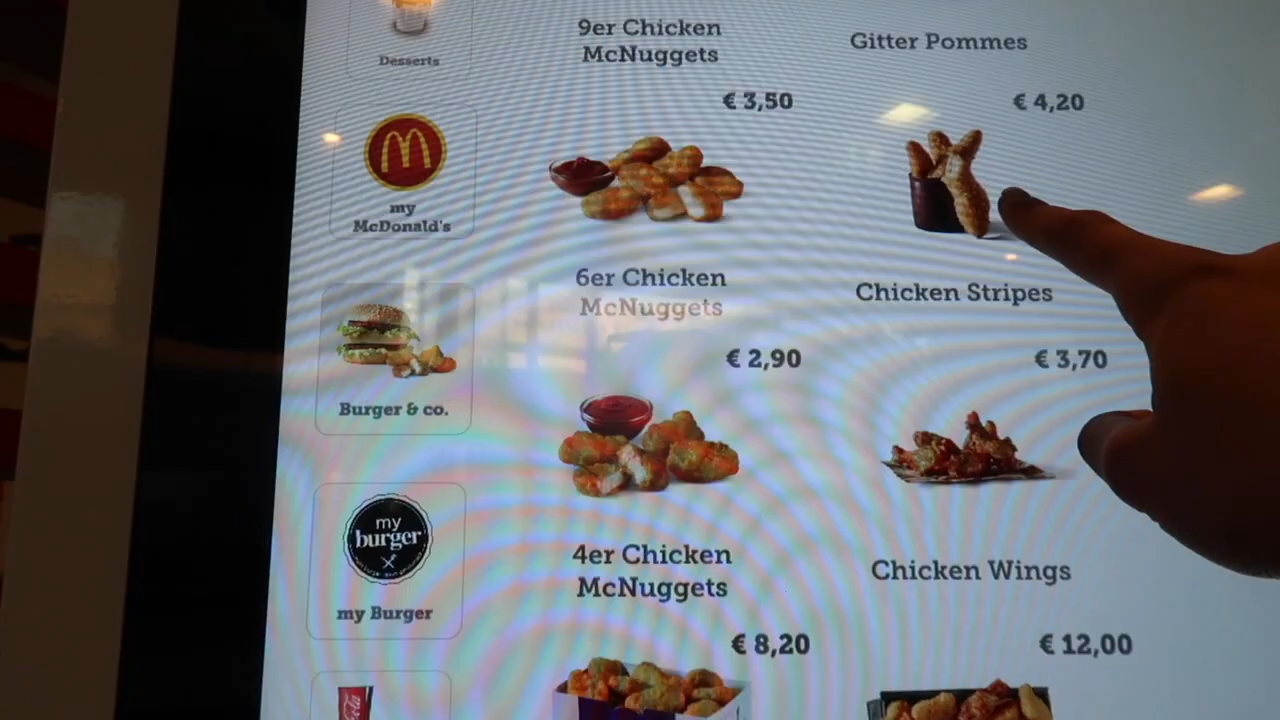 Desserts
my
McDonald's
Burger & co.
my
burger
my Burger
9er Chicken
McNuggets
Gitter Pommes
€ 3,50
€ 4,20
6er Chicken
McNuggets
Chicken Stripes
€ 2,90
€ 3,70
4er Chicken
McNuggets
Chicken Wings
€ 8,20
€ 12,00